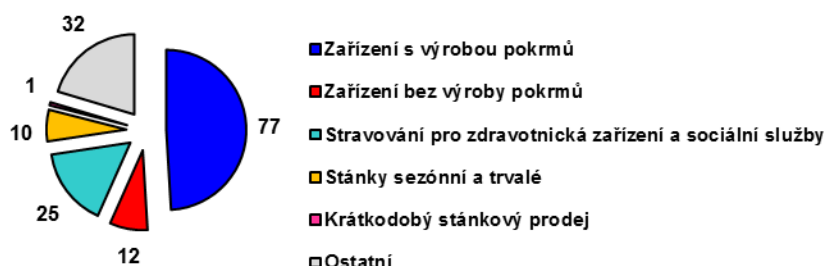 32
1
10
25
12
77
Zařízení s výrobou pokrmů
Zařízení bez výroby pokrmů
Stravování pro zdravotnická zařízení a sociální služby
Stánky sezónní a trvalé
Krátkodobý stánkový prodej
Ostatní